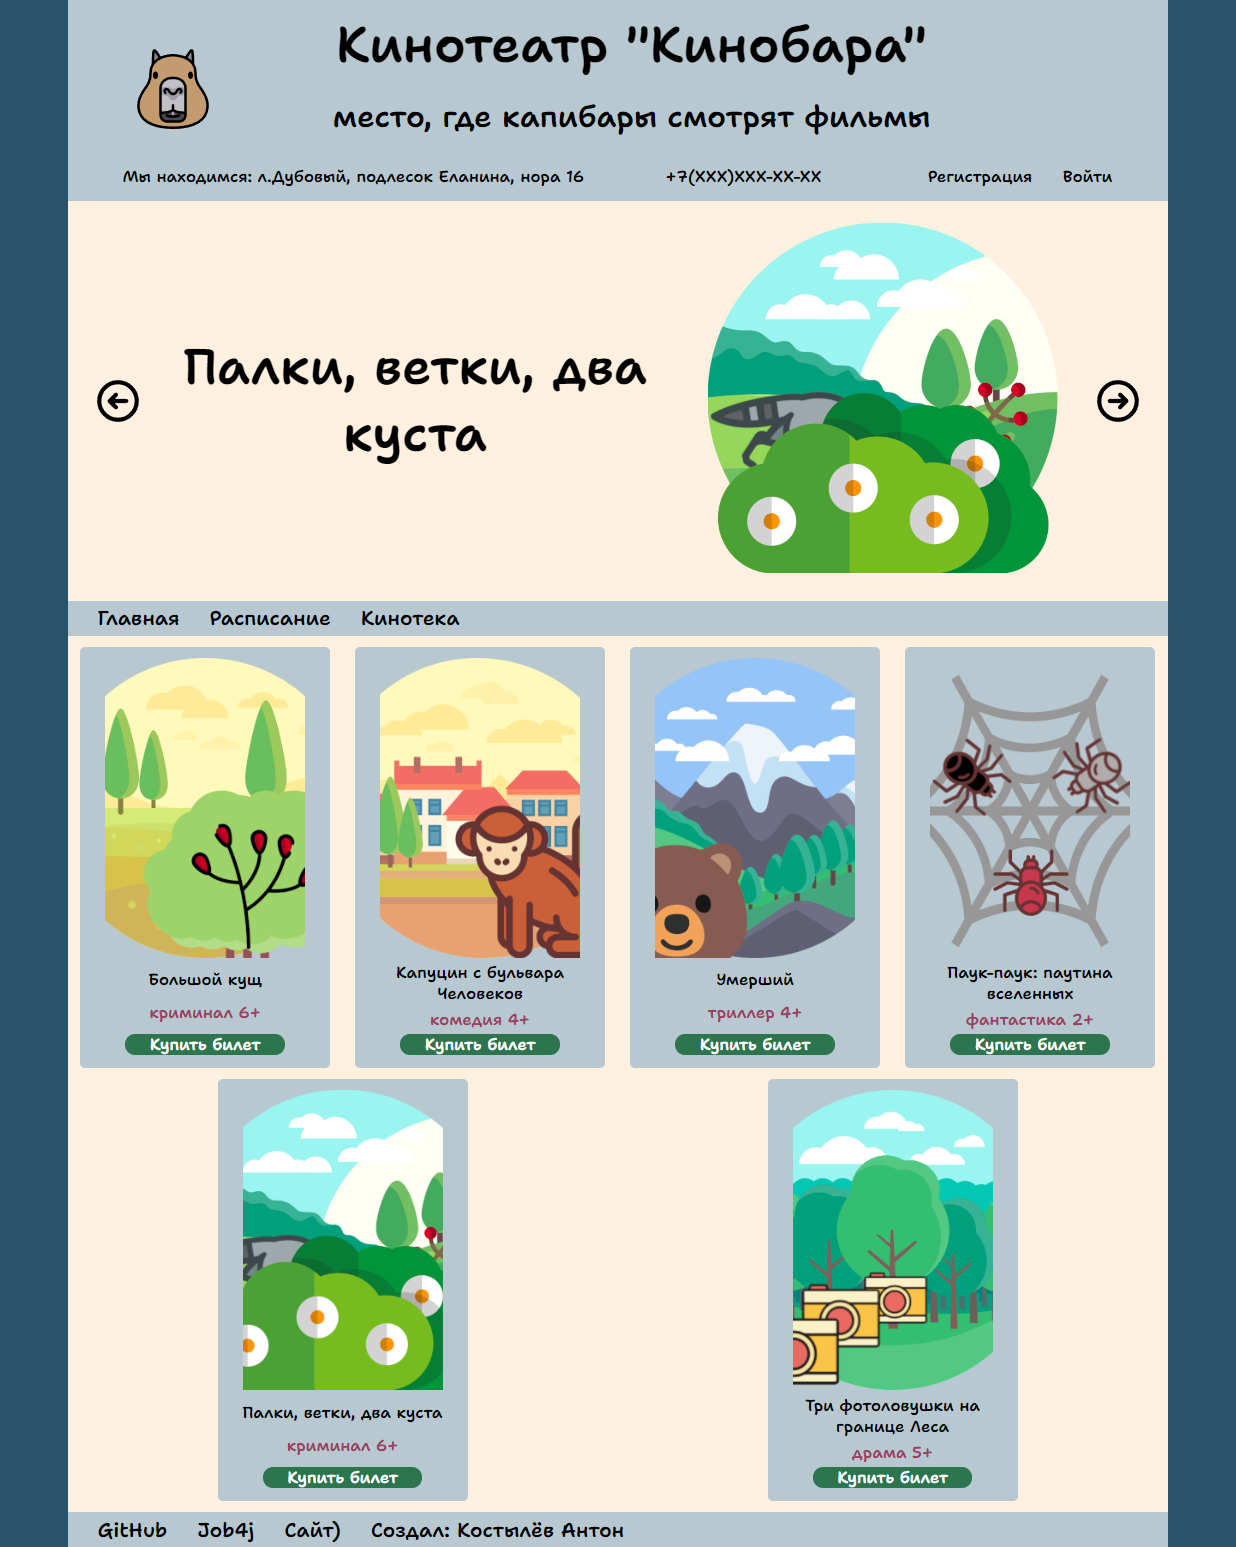 Кинотеатр "Кинобара"
место, где капибары смотрят фильмы
Мы находимся: л.Дубовый, подлесок Еланина, нора 16
+7(XXX)XXX-XX-XX
Регистрация
Войти
Палки, ветки, два
куста
Главная
Расписание
Кинотека
Большой кущ
криминал 6+
Купить билет
Капуцин с бульвара
Человеков
комедия 4+
Купить билет
Умерший
триллер 4+
Купить билет
Паук-паук: паутина
вселенных
фантастика 2+
Купить билет
Палки, ветки, два куста
криминал 6+
Купить билет
Три фотоловушки на
границе Леса
драма 5+
Купить билет
GitHub
Job4j
Сайт)
Создал: Костылёв Антон